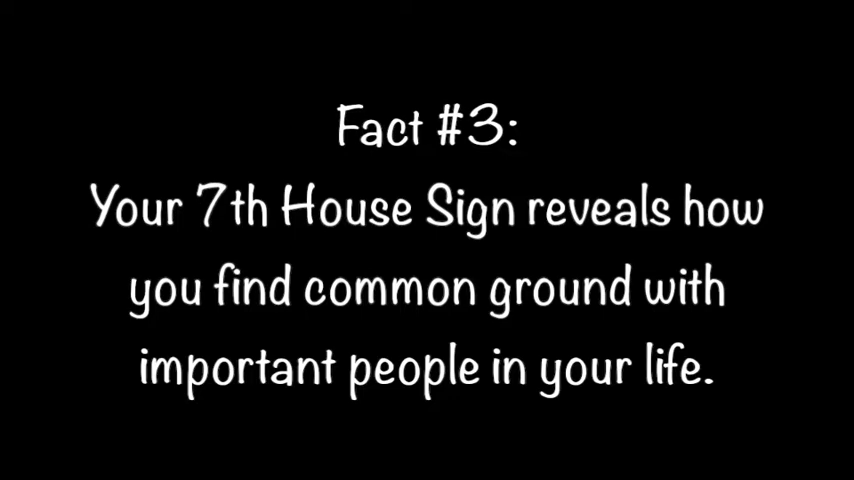 Fact #3:
Your 7th House Sign reveals how
you find common ground with
important people in your life.